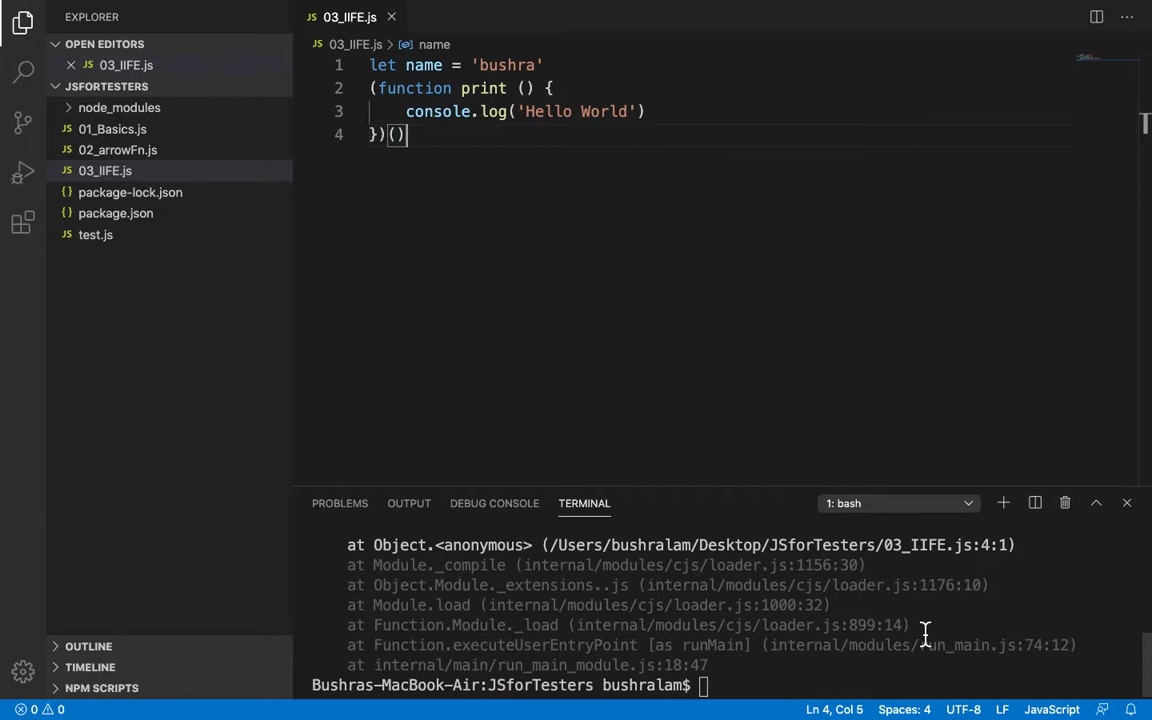 EXPLORER
OPEN EDITORS
JS 03_IIFE.js
JSFORTESTERS
node_modules
JS 01_Basics.js
JS 02_arrowFn.js
JS 03_IIFE.js
{} package-lock.json
{} package.json
JS test.js
OUTLINE
TIMELINE
NPM SCRIPTS
JS 03_IIFE.js
JS 03_IIFE.js > name
1 let name = 'bushra'
2 (function print () {
3 console.log('Hello World')
4 })()
PROBLEMS OUTPUT DEBUG CONSOLE TERMINAL 1: bash
at Object.<anonymous> (/Users/bushralam/Desktop/JSforTesters/03_IIFE.js:4:1)
at Module._compile (internal/modules/cjs/loader.js:1156:30)
at Object.Module._extensions..js (internal/modules/cjs/loader.js:1176:10)
at Module.load (internal/modules/cjs/loader.js:1000:32)
at Function.Module._load (internal/modules/cjs/loader.js:899:14)
at Function.executeUserEntryPoint [as runMain] (internal/modules/run_main.js:74:12)
at internal/main/run_main_module.js:18:47
Bushras-MacBook-Air:JSforTesters bushralam$
0 0 Ln 4, Col 5 Spaces: 4 UTF-8 LF JavaScript